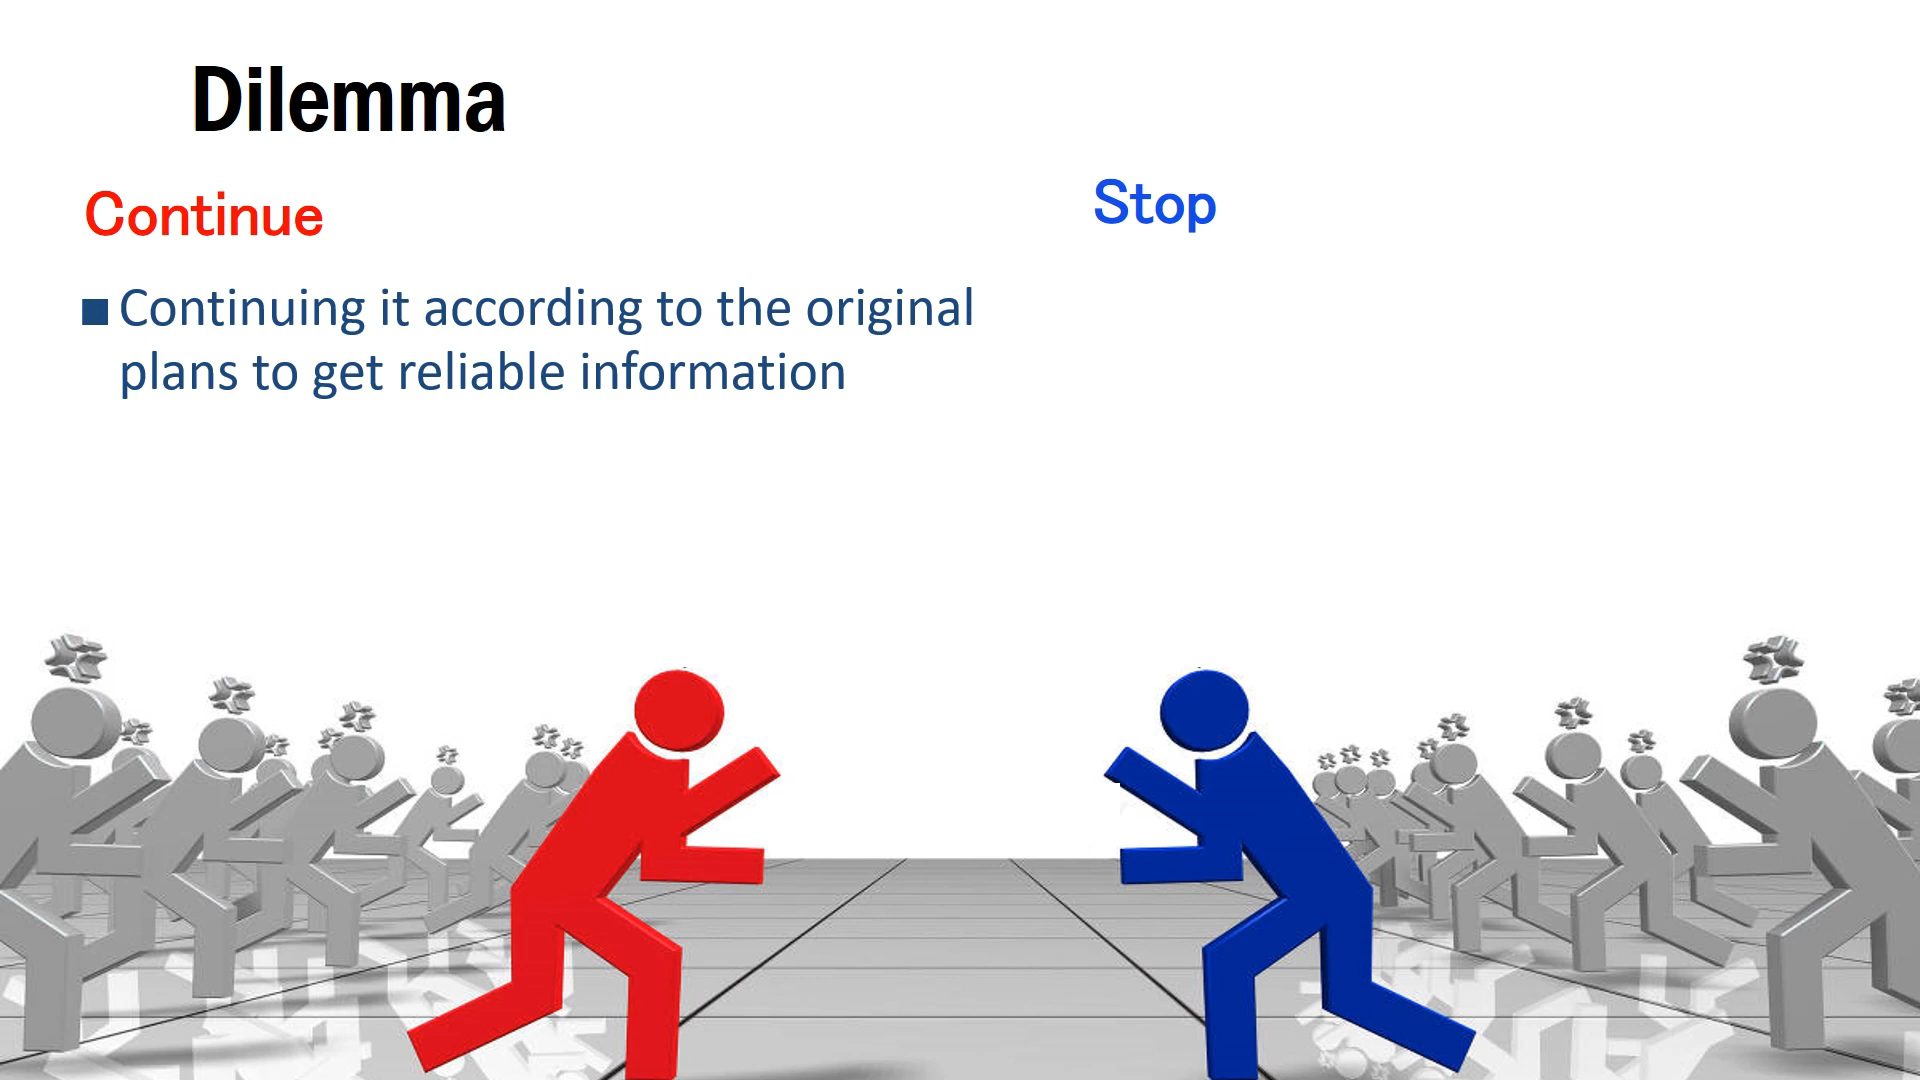 Dilemma
Continue
Stop
■ Continuing it according to the original
plans to get reliable information